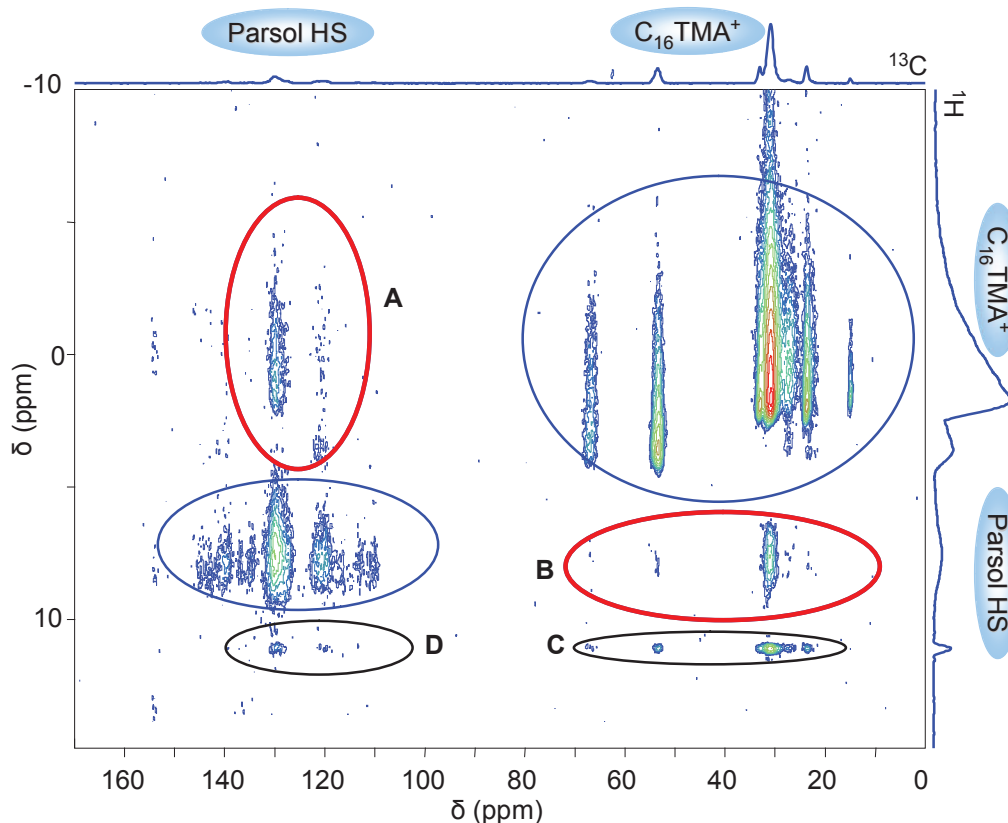 Parsol HS
C₁₆TMA⁺
¹³C
¹H
-10
0
10
δ (ppm)
A
B
C
D
C₁₆TMA⁺
Parsol HS
160 140 120 100 80 60 40 20 0
δ (ppm)